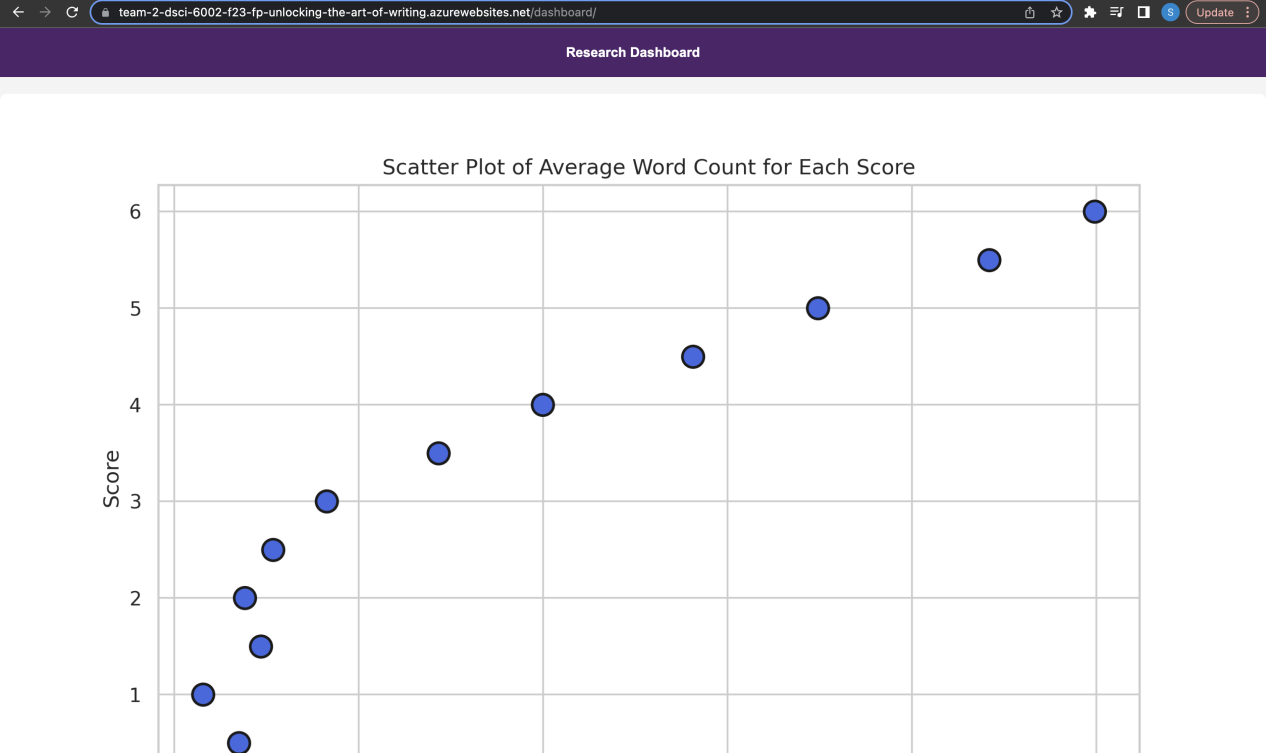 team-2-dsci-6002-f23-fp-unlocking-the-art-of-writing.azurewebsites.net/dashboard/
S
Update
Research Dashboard
Scatter Plot of Average Word Count for Each Score
6
5
4
Score
3
2
1